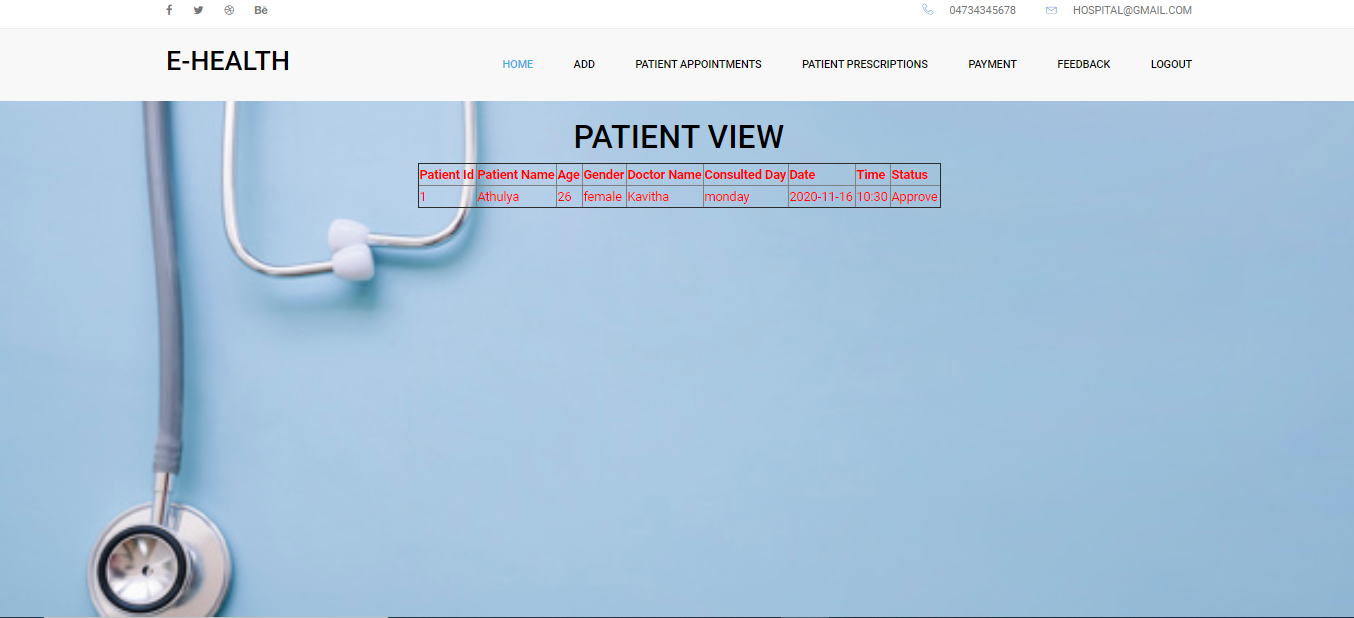 Bē 04734345678 HOSPITAL@GMAIL.COM
E-HEALTH HOME ADD PATIENT APPOINTMENTS PATIENT PRESCRIPTIONS PAYMENT FEEDBACK LOGOUT
PATIENT VIEW
Patient Id Patient Name Age Gender Doctor Name Consulted Day Date Time Status
1 Athulya 26 female Kavitha monday 2020-11-16 10:30 Approve